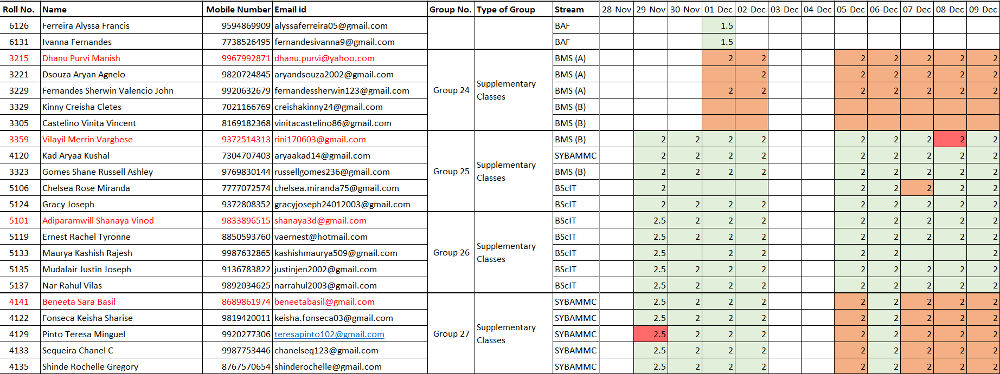 Roll No. Name Mobile Number Email id Group No. Type of Group Stream 28-Nov 29-Nov 30-Nov 01-Dec 02-Dec 03-Dec 04-Dec 05-Dec 06-Dec 07-Dec 08-Dec 09-Dec
6126 Ferreira Alyssa Francis 9594869909 alyssaferreira05@gmail.com BAF 1.5
6131 Ivanna Fernandes 7738526495 fernandesivanna9@gmail.com BAF 1.5
3215 Dhanu Purvi Manish 9967992871 dhanu.purvi@yahoo.com BMS (A) 2 2 2 2 2 2 2
3221 Dsouza Aryan Agnelo 9820724845 aryandsouza2002@gmail.com BMS (A) 2 2 2 2 2 2
3229 Fernandes Sherwin Valencio John 9920632679 fernandessherwin123@gmail.com Group 24 Supplementary Classes BMS (A) 2 2 2 2 2 2 2
3329 Kinny Creisha Cletes 7021166769 creishakinny24@gmail.com BMS (B)
3305 Castelino Vinita Vincent 8169182368 vinitacastelino86@gmail.com BMS (B)
3359 Vilayil Merrin Varghese 9372514313 rini170603@gmail.com BMS (B) 2 2 2 2 2 2 2 2 2
4120 Kad Aryaa Kushal 7304707403 aryaakad14@gmail.com SYBAMMC 2 2 2 2 2 2 2 2 2
3323 Gomes Shane Russell Ashley 9769830144 russellgomes236@gmail.com Group 25 Supplementary Classes BMS (B) 2 2 2 2 2 2 2 2 2
5106 Chelsea Rose Miranda 7777072574 chelsea.miranda75@gmail.com BScIT 2 2 2 2 2 2
5124 Gracy Joseph 9372808352 gracyjoseph24012003@gmail.com BScIT 2 2 2 2 2 2 2 2 2
5101 Adiparamwill Shanaya Vinod 9833896515 shanaya3d@gmail.com BScIT 2.5 2 2 2 2 2 2 2 2
5119 Ernest Rachel Tyronne 8850593760 vaernest@hotmail.com BScIT 2.5 2 2 2 2 2 2 2 2
5133 Maurya Kashish Rajesh 9987632865 kashishmaurya509@gmail.com Group 26 Supplementary Classes BScIT 2.5 2 2 2 2 2
5135 Mudalair Justin Joseph 9136783822 justinjen2002@gmail.com BScIT 2.5 2 2 2 2 2 2 2 2
5137 Nar Rahul Vilas 9892034625 narrahul2003@gmail.com BScIT 2.5 2 2 2 2 2 2 2 2
4141 Beneeta Sara Basil 8689861974 beneetabasil@gmail.com SYBAMMC 2.5 2 2 2 2 2 2 2 2
4122 Fonseca Keisha Sharise 9819420011 keisha.fonseca03@gmail.com SYBAMMC 2.5 2 2 2 2 2 2 2 2
4129 Pinto Teresa Minguel 9920277306 teresapinto102@gmail.com Group 27 Supplementary Classes SYBAMMC 2.5 2 2 2 2 2 2 2 2
4133 Sequeira Chanel C 9987753446 chanelseq123@gmail.com SYBAMMC 2.5 2 2 2 2 2 2 2 2
4135 Shinde Rochelle Gregory 8767570654 shinderochelle@gmail.com SYBAMMC 2.5 2 2 2 2 2 2 2 2